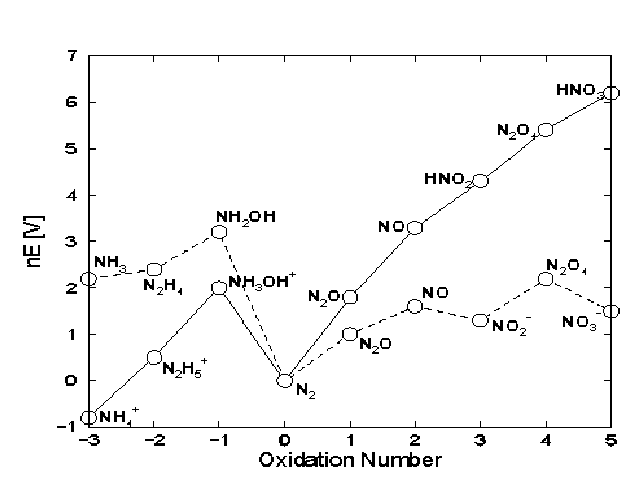 7
HNO₃
6
N₂O₄
5
HNO₂
4
NH₂OH
NO
3
NH₃
N₂O₄
N₂H₄
NH₃OH⁺
2
N₂O
NO
NO₃⁻
NO₂⁻
1
N₂O
N₂H₅⁺
0
N₂
NH₄⁺
-1
-3 -2 -1 0 1 2 3 4 5
Oxidation Number
nE [V]